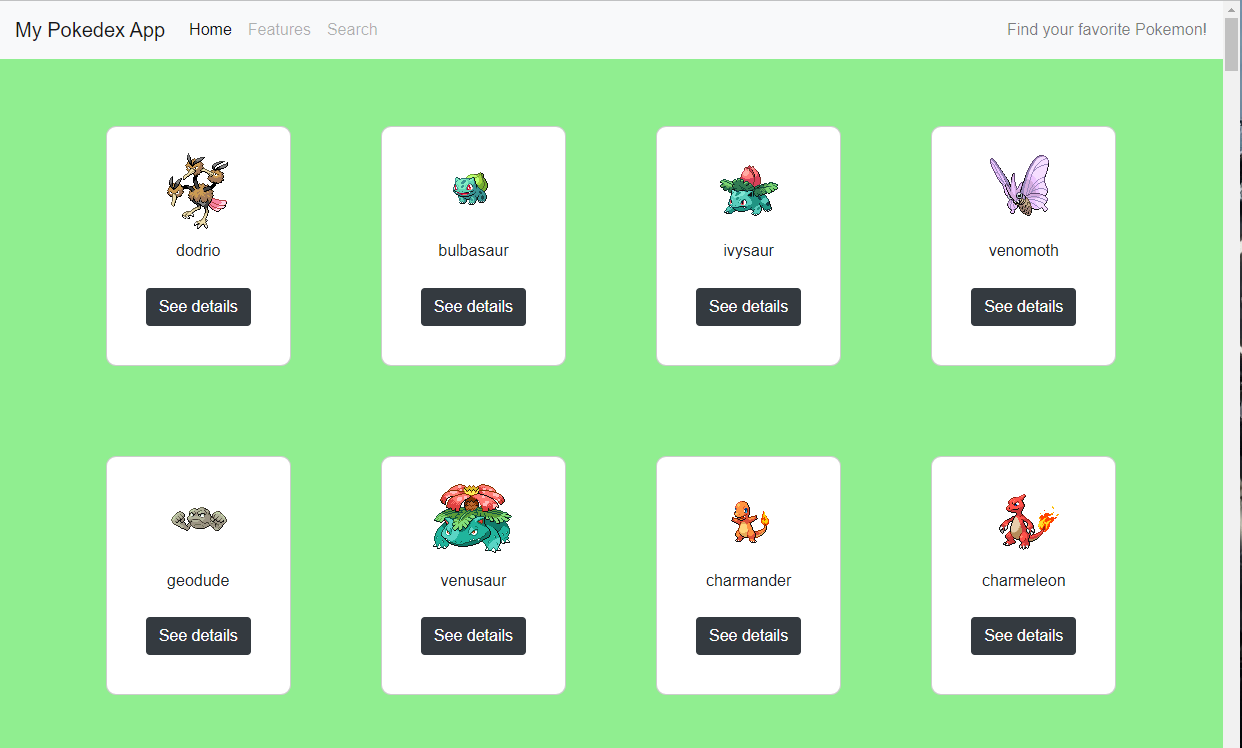 My Pokedex App Home Features Search Find your favorite Pokemon!
dodrio bulbasaur ivysaur venomoth
See details See details See details See details
geodude venusaur charmander charmeleon
See details See details See details See details